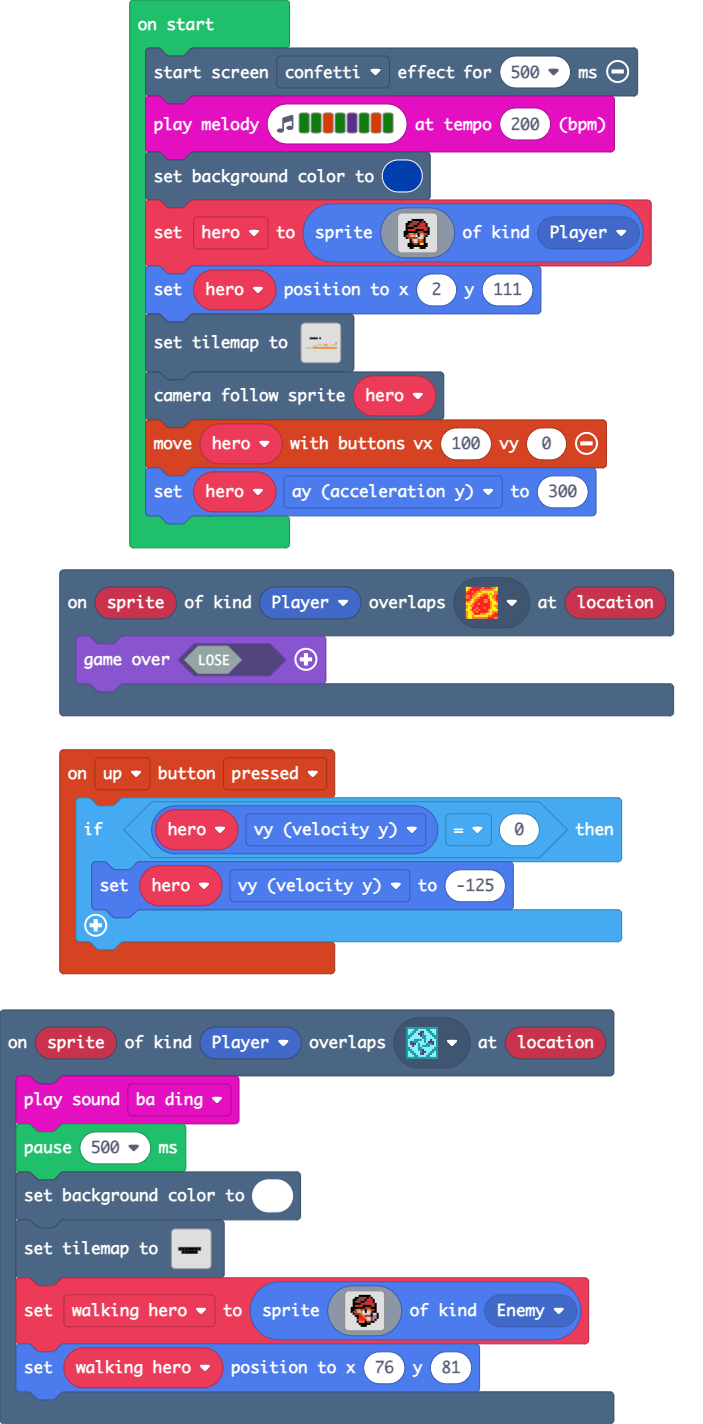 on start
start screen confetti effect for 500 ms
play melody at tempo 200 (bpm)
set background color to
set hero to sprite of kind Player
set hero position to x 2 y 111
set tilemap to
camera follow sprite hero
move hero with buttons vx 100 vy 0
set hero ay (acceleration y) to 300
on sprite of kind Player overlaps at location
game over LOSE
on up button pressed
if hero vy (velocity y) = 0 then
set hero vy (velocity y) to -125
on sprite of kind Player overlaps at location
play sound ba ding
pause 500 ms
set background color to
set tilemap to
set walking hero to sprite of kind Enemy
set walking hero position to x 76 y 81